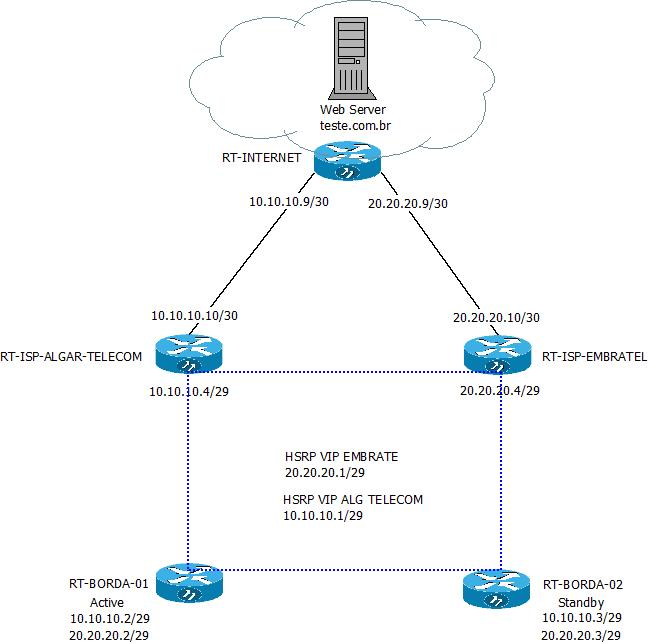 Web Server
teste.com.br
RT-INTERNET
10.10.10.9/30
20.20.20.9/30
10.10.10.10/30
20.20.20.10/30
RT-ISP-ALGAR-TELECOM
RT-ISP-EMBRATEL
10.10.10.4/29
20.20.20.4/29
HSRP VIP EMBRATE
20.20.20.1/29
HSRP VIP ALG TELECOM
10.10.10.1/29
RT-BORDA-01
Active
10.10.10.2/29
20.20.20.2/29
RT-BORDA-02
Standby
10.10.10.3/29
20.20.20.3/29